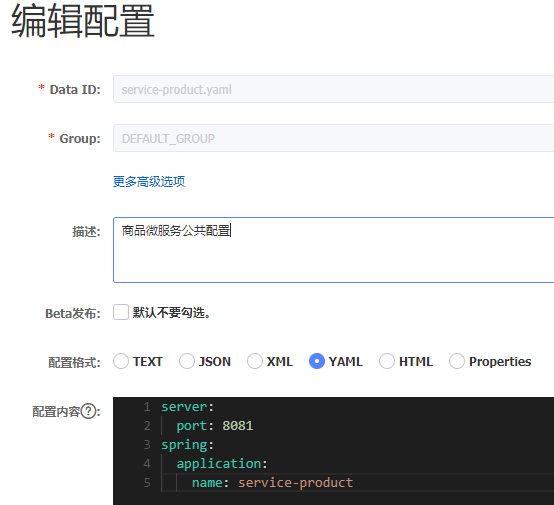 编辑配置
* Data ID: service-product.yaml
* Group: DEFAULT_GROUP
更多高级选项
描述: 商品微服务公共配置
Beta发布: 默认不要勾选。
配置格式: TEXT JSON XML YAML HTML Properties
配置内容?: 1 server:
2 port: 8081
3 spring:
4 application:
5 name: service-product